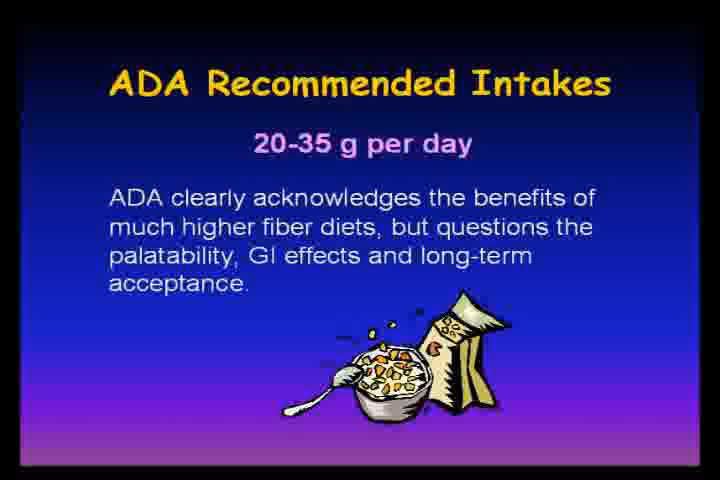 ADA Recommended Intakes
20-35 g per day
ADA clearly acknowledges the benefits of
much higher fiber diets, but questions the
palatability, GI effects and long-term
acceptance.